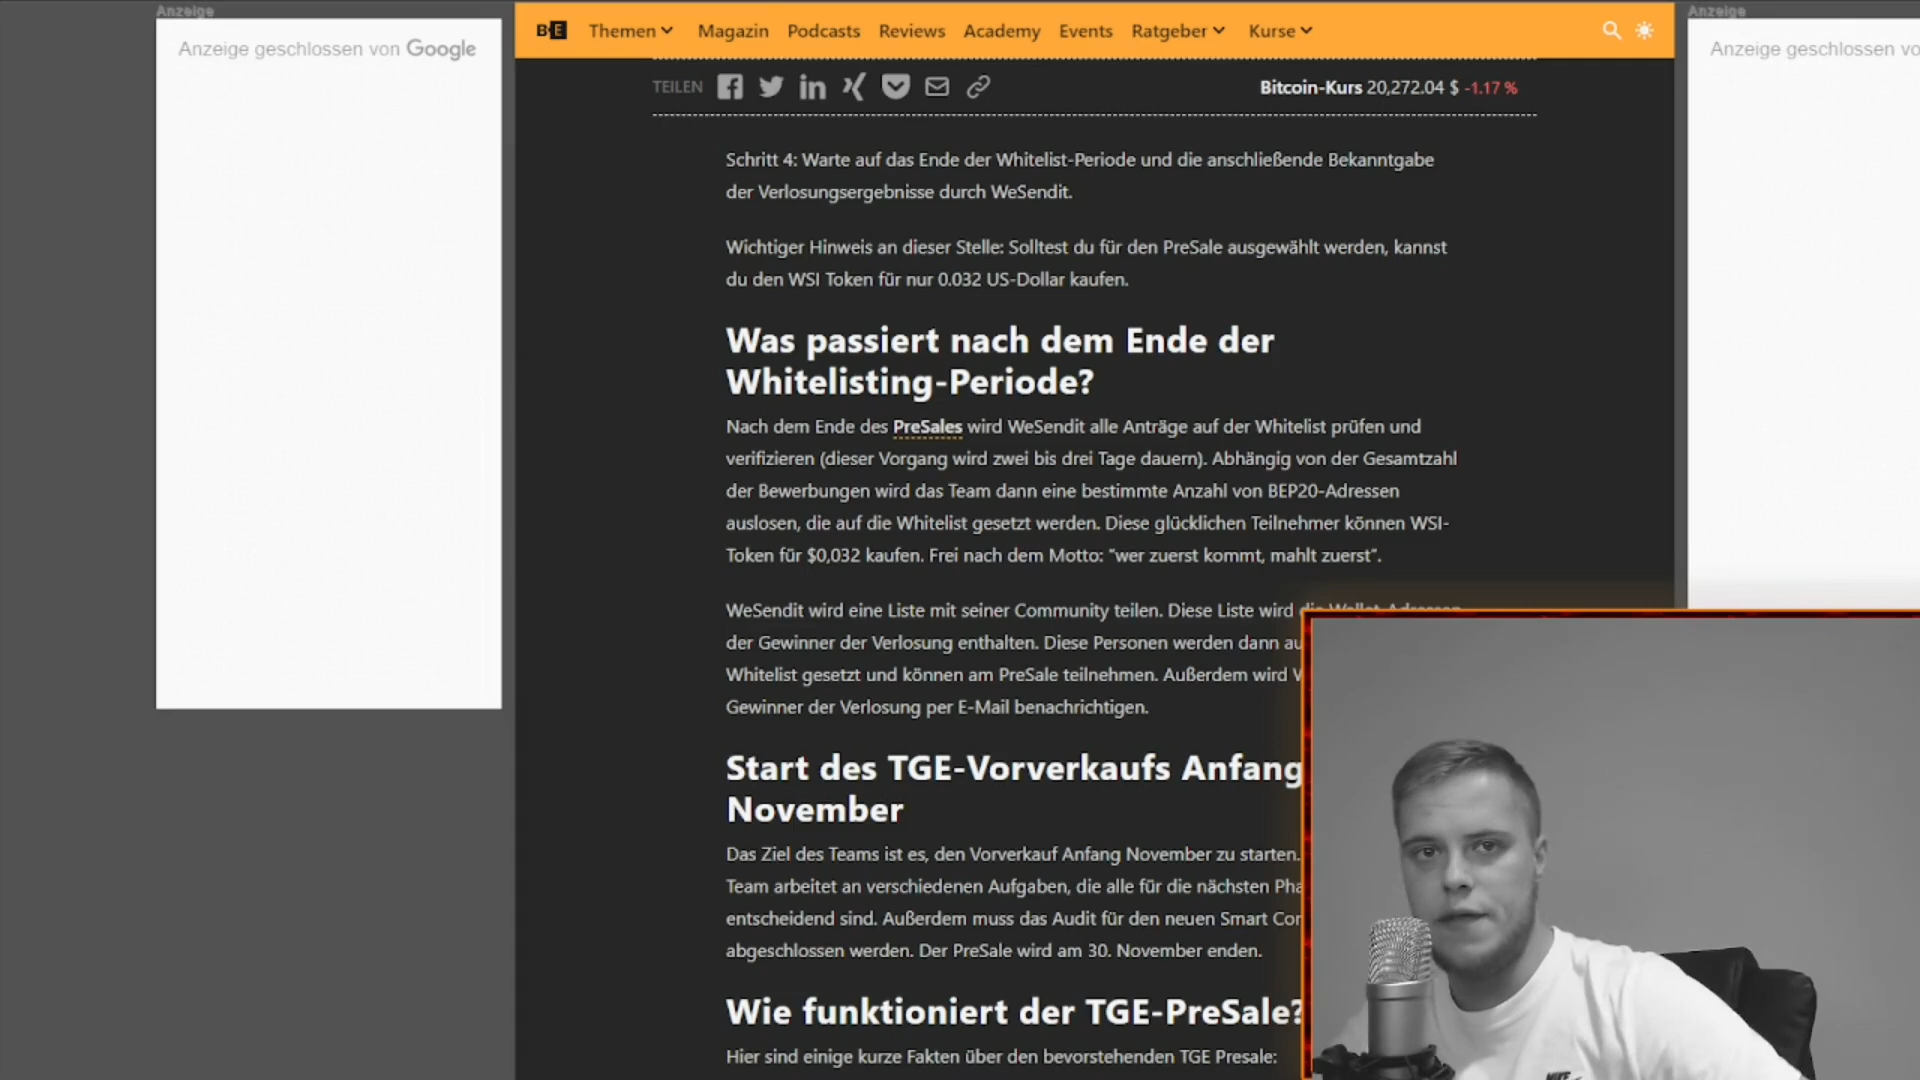 Anzeige
Anzeige geschlossen von Google
B·E Themen Magazin Podcasts Reviews Academy Events Ratgeber Kurse
Anzeige
Anzeige geschlossen vo
TEILEN
Bitcoin-Kurs 20,272.04 $ -1.17 %
Schritt 4: Warte auf das Ende der Whitelist-Periode und die anschließende Bekanntgabe
der Verlosungsergebnisse durch WeSendit.
Wichtiger Hinweis an dieser Stelle: Solltest du für den PreSale ausgewählt werden, kannst
du den WSI Token für nur 0.032 US-Dollar kaufen.
Was passiert nach dem Ende der
Whitelisting-Periode?
Nach dem Ende des PreSales wird WeSendit alle Anträge auf der Whitelist prüfen und
verifizieren (dieser Vorgang wird zwei bis drei Tage dauern). Abhängig von der Gesamtzahl
der Bewerbungen wird das Team dann eine bestimmte Anzahl von BEP20-Adressen
auslosen, die auf die Whitelist gesetzt werden. Diese glücklichen Teilnehmer können WSI-
Token für $0,032 kaufen. Frei nach dem Motto: “wer zuerst kommt, mahlt zuerst”.
WeSendit wird eine Liste mit seiner Community teilen. Diese Liste wird die Wallet-Adressen
der Gewinner der Verlosung enthalten. Diese Personen werden dann au
Whitelist gesetzt und können am PreSale teilnehmen. Außerdem wird
Gewinner der Verlosung per E-Mail benachrichtigen.
Start des TGE-Vorverkaufs Anfang
November
Das Ziel des Teams ist es, den Vorverkauf Anfang November zu starten.
Team arbeitet an verschiedenen Aufgaben, die alle für die nächsten Pha
entscheidend sind. Außerdem muss das Audit für den neuen Smart Con
abgeschlossen werden. Der PreSale wird am 30. November enden.
Wie funktioniert der TGE-PreSale?
Hier sind einige kurze Fakten über den bevorstehenden TGE Presale:
NIKE